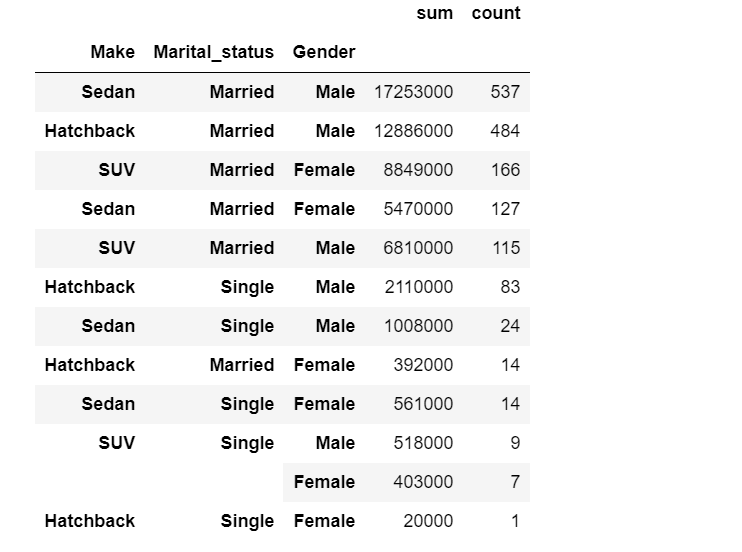 sum count
Make Marital_status Gender
Sedan Married Male 17253000 537
Hatchback Married Male 12886000 484
SUV Married Female 8849000 166
Sedan Married Female 5470000 127
SUV Married Male 6810000 115
Hatchback Single Male 2110000 83
Sedan Single Male 1008000 24
Hatchback Married Female 392000 14
Sedan Single Female 561000 14
SUV Single Male 518000 9
Female 403000 7
Hatchback Single Female 20000 1